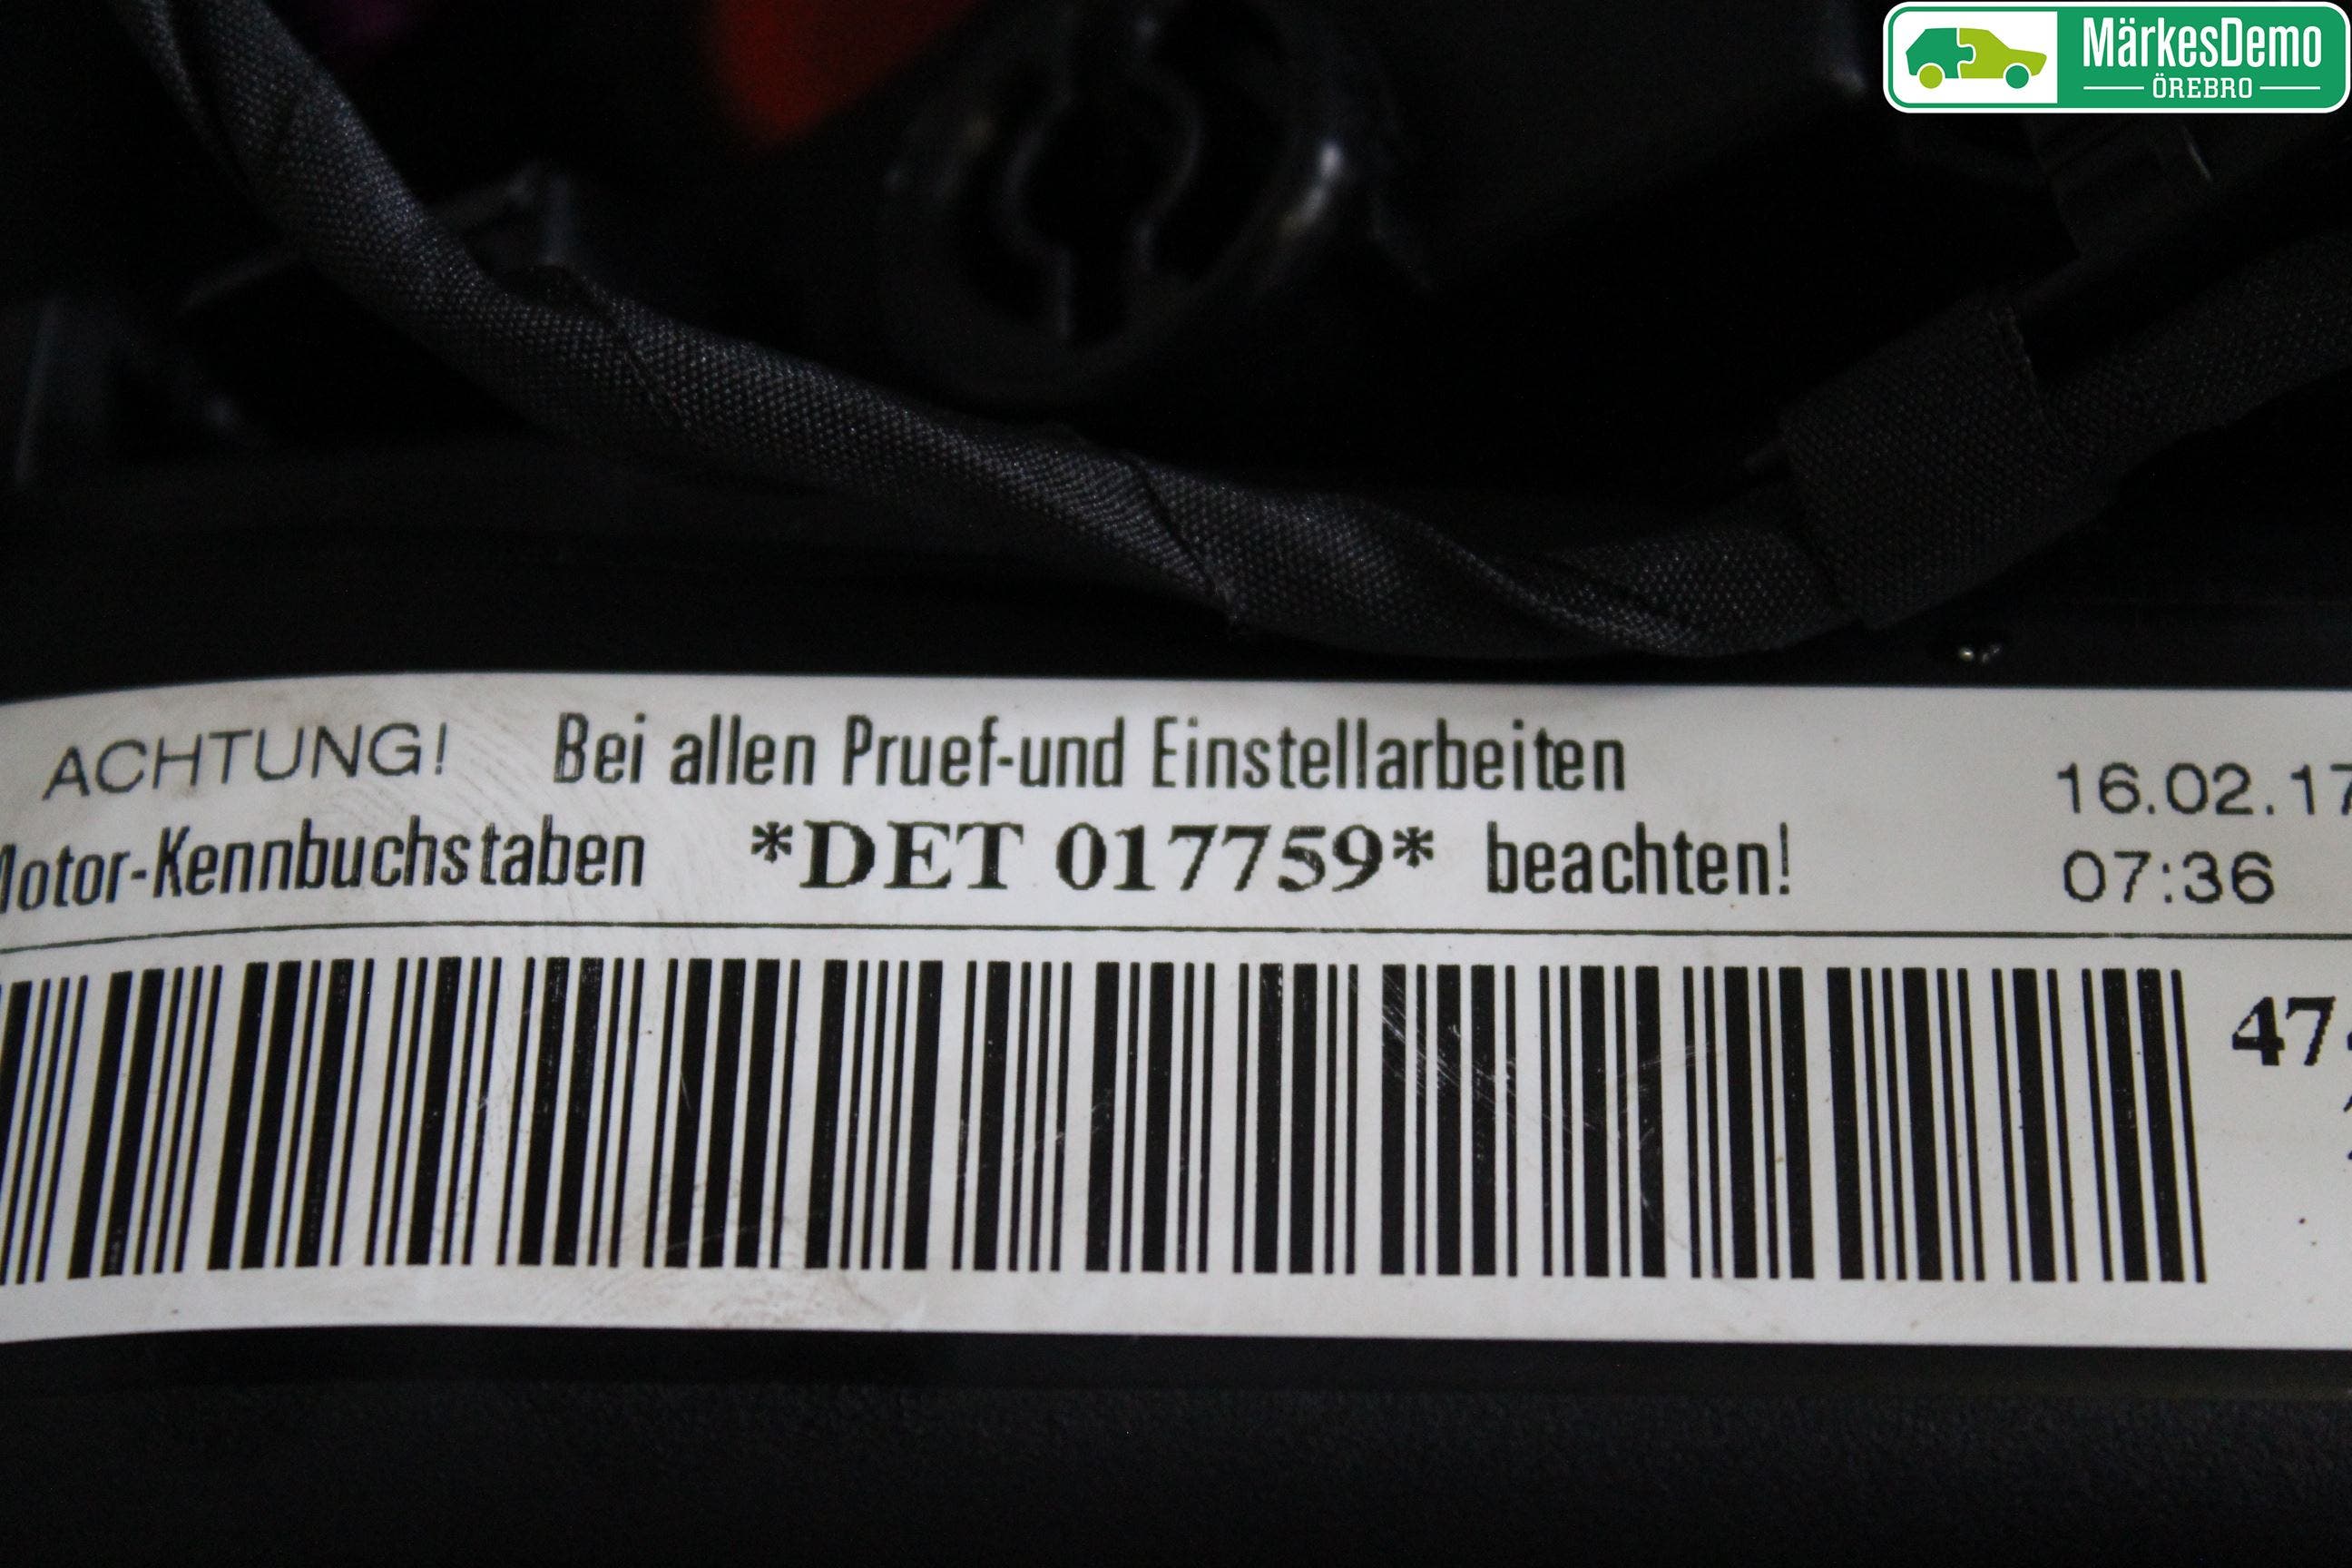 MärkesDemo
ÖREBRO
ACHTUNG! Bei allen Pruef-und Einstellarbeiten 16.02.17
Motor-Kennbuchstaben *DET 017759* beachten! 07:36
47